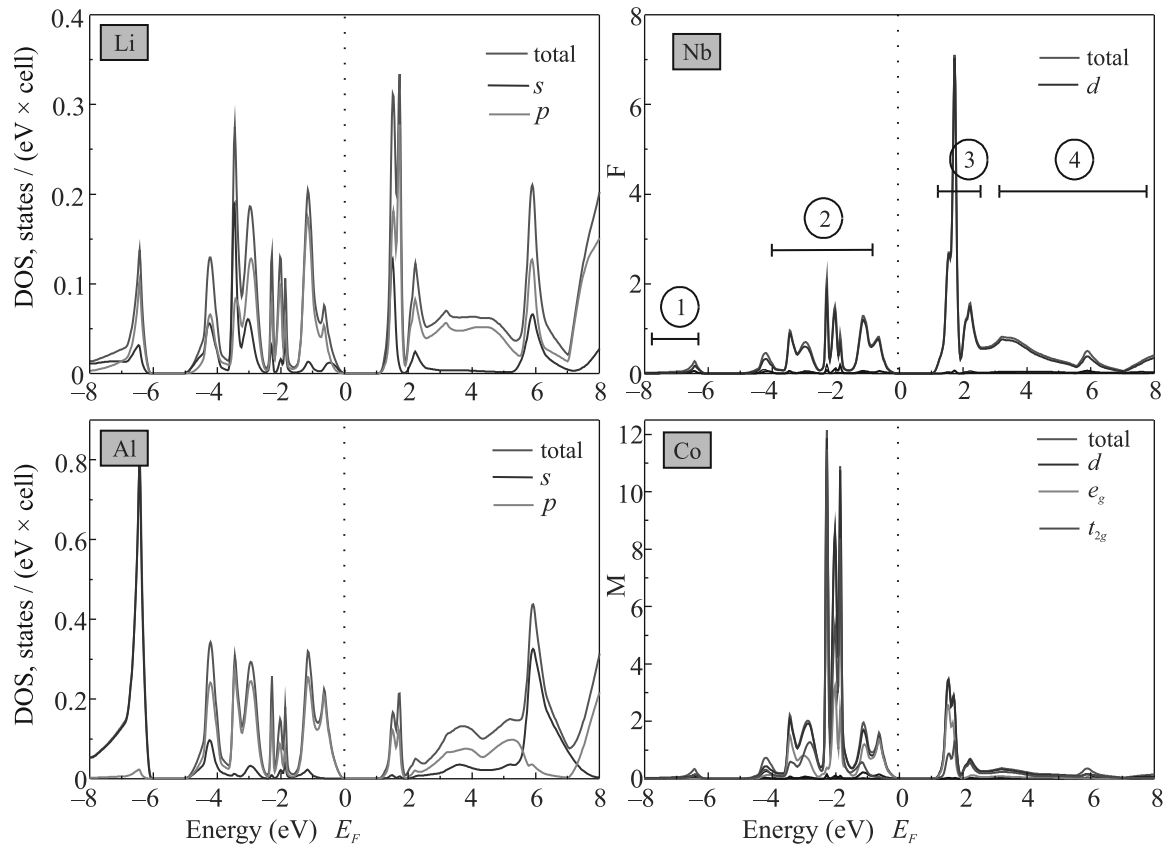 Li
DOS, states / (eV × cell)
0.4
0.3
0.2
0.1
0
total
s
p
−8 −6 −4 −2 0 2 4 6 8
Nb
F
8
6
4
2
0
total
d
1
2
3
4
−8 −6 −4 −2 0 2 4 6 8
Al
DOS, states / (eV × cell)
0.8
0.6
0.4
0.2
0
total
s
p
−8 −6 −4 −2 0 2 4 6 8
Energy (eV) E_F
Co
M
12
10
8
6
4
2
0
total
d
e_g
t_2g
−8 −6 −4 −2 0 2 4 6 8
Energy (eV) E_F